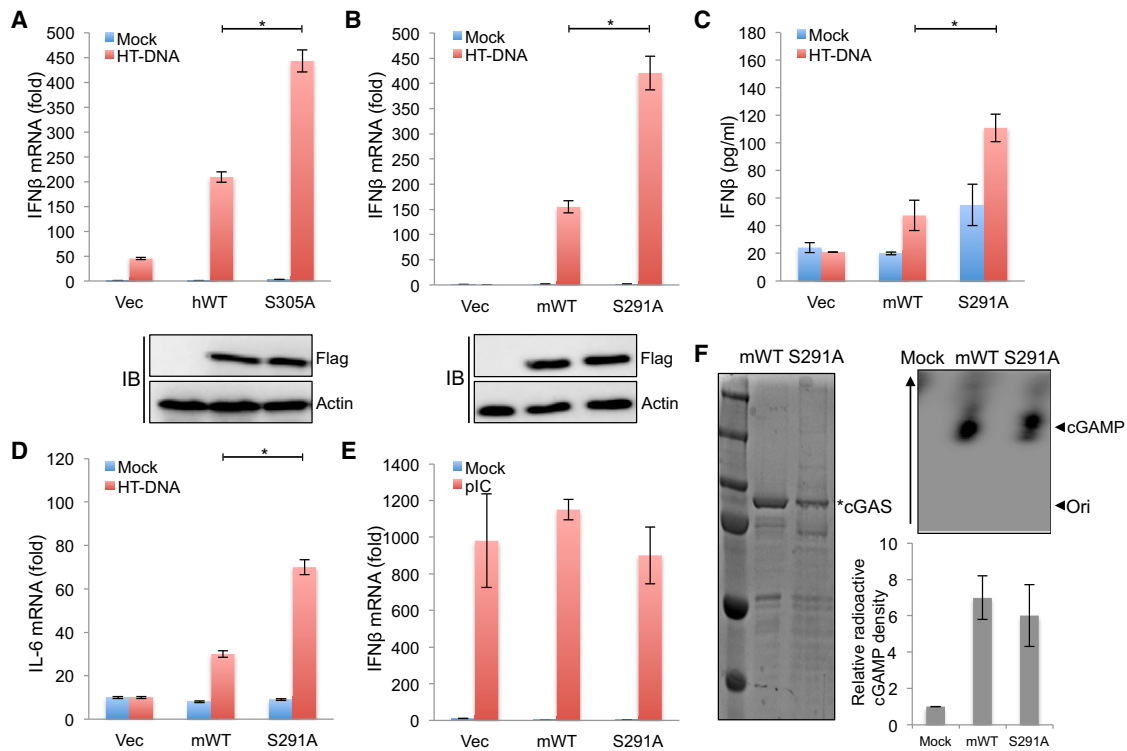 A
Mock
HT-DNA
*
IFNβ mRNA (fold)
500
450
400
350
300
250
200
150
100
50
0
Vec
hWT
S305A
IB
Flag
Actin
B
Mock
HT-DNA
*
IFNβ mRNA (fold)
500
450
400
350
300
250
200
150
100
50
0
Vec
mWT
S291A
IB
Flag
Actin
C
Mock
HT-DNA
*
IFNβ (pg/ml)
180
160
140
120
100
80
60
40
20
0
Vec
mWT
S291A
D
Mock
HT-DNA
*
IL-6 mRNA (fold)
120
100
80
60
40
20
0
Vec
mWT
S291A
E
Mock
pIC
IFNβ mRNA (fold)
1400
1200
1000
800
600
400
200
0
Vec
mWT
S291A
F
mWT S291A
*cGAS
Mock mWT S291A
cGAMP
Ori
Relative radioactive
cGAMP density
10
8
6
4
2
0
Mock
mWT
S291A